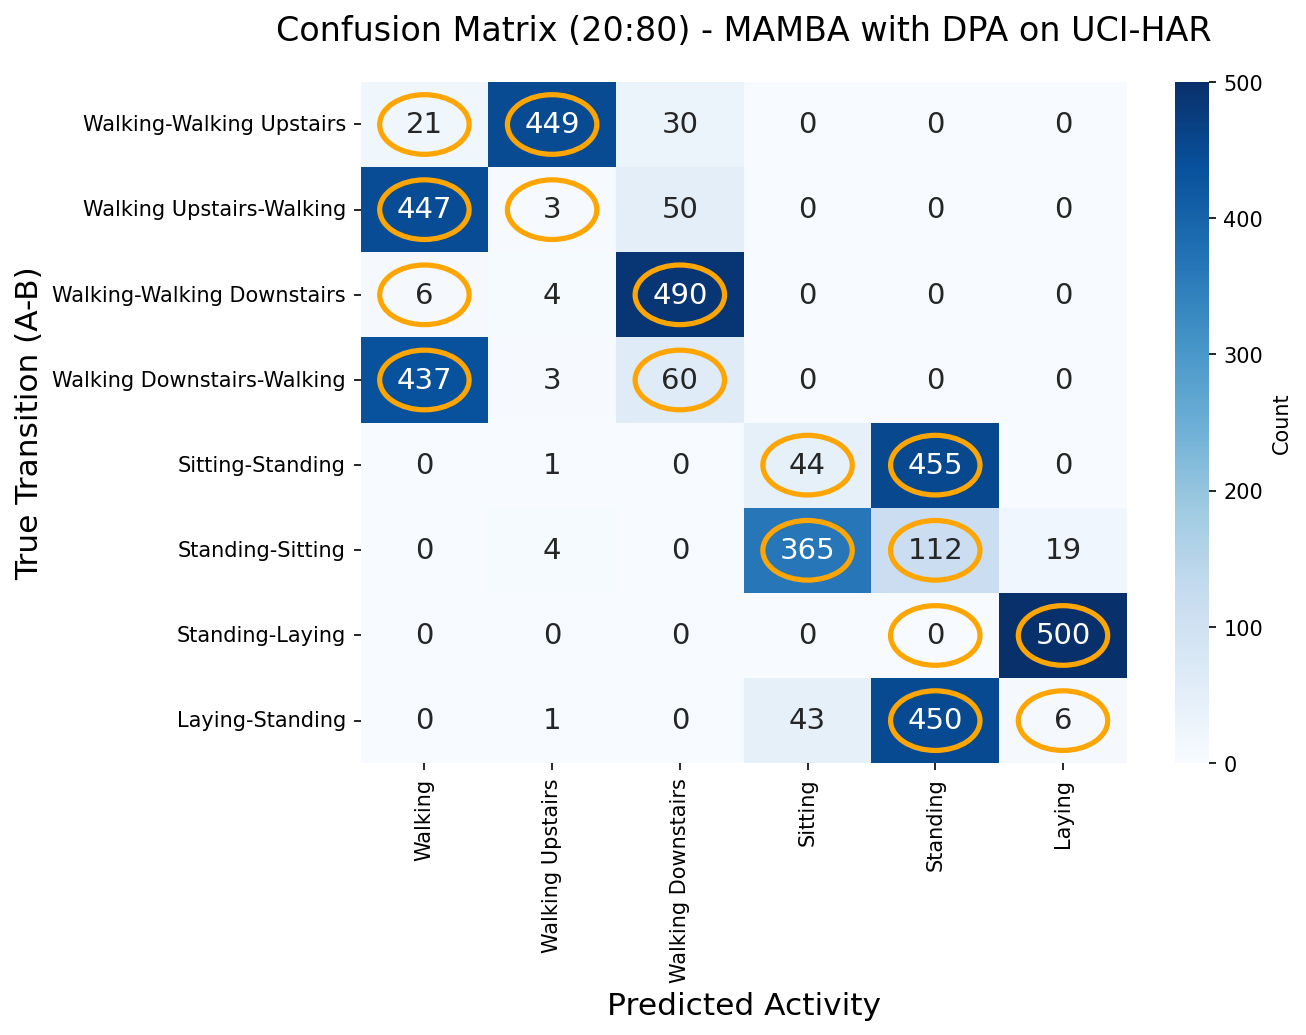 Confusion Matrix (20:80) - MAMBA with DPA on UCI-HAR
True Transition (A-B)
Walking-Walking Upstairs 21 449 30 0 0 0
Walking Upstairs-Walking 447 3 50 0 0 0
Walking-Walking Downstairs 6 4 490 0 0 0
Walking Downstairs-Walking 437 3 60 0 0 0
Sitting-Standing 0 1 0 44 455 0
Standing-Sitting 0 4 0 365 112 19
Standing-Laying 0 0 0 0 0 500
Laying-Standing 0 1 0 43 450 6
Walking
Walking Upstairs
Walking Downstairs
Sitting
Standing
Laying
Predicted Activity
500
400
300
200
100
0
Count